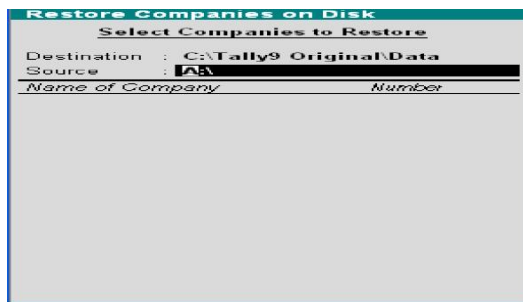 Restore Companies on Disk
Select Companies to Restore
Destination : C:\Tally9 Original\Data
Source : A:\
Name of Company Number